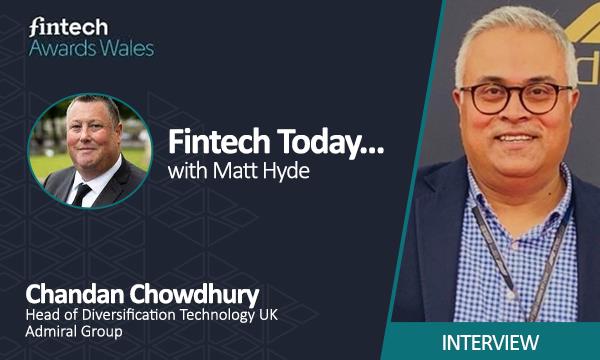 fintech
Awards Wales
Fintech Today...
with Matt Hyde
Chandan Chowdhury
Head of Diversification Technology UK
Admiral Group
INTERVIEW